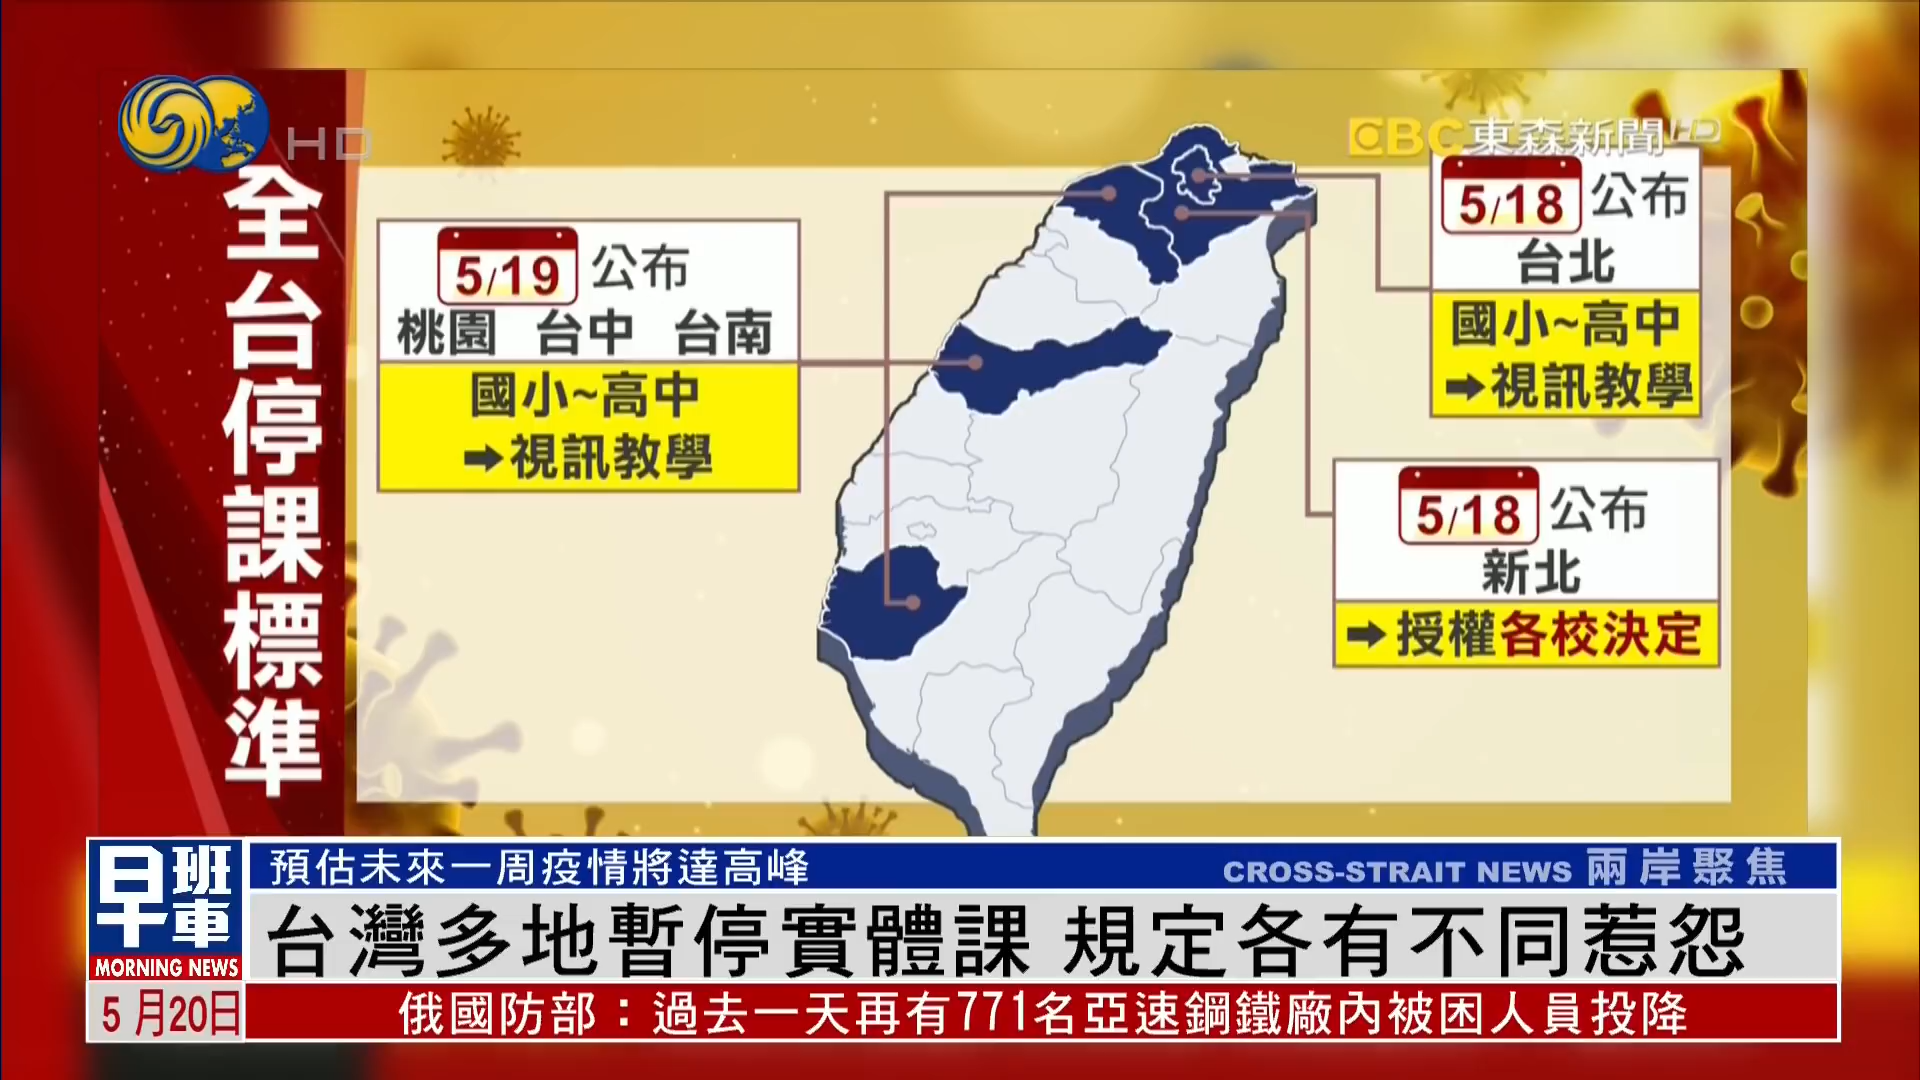 HD
EBC東森新聞HD
全台停課標準
5/19 公布
桃園 台中 台南
國小~高中
➡視訊教學
5/18 公布
台北
國小~高中
➡視訊教學
5/18 公布
新北
➡授權各校決定
早班車
MORNING NEWS
預估未來一周疫情將達高峰
CROSS-STRAIT NEWS 兩岸聚焦
台灣多地暫停實體課 規定各有不同惹怨
5月20日
俄國防部：過去一天再有771名亞速鋼鐵廠內被困人員投降